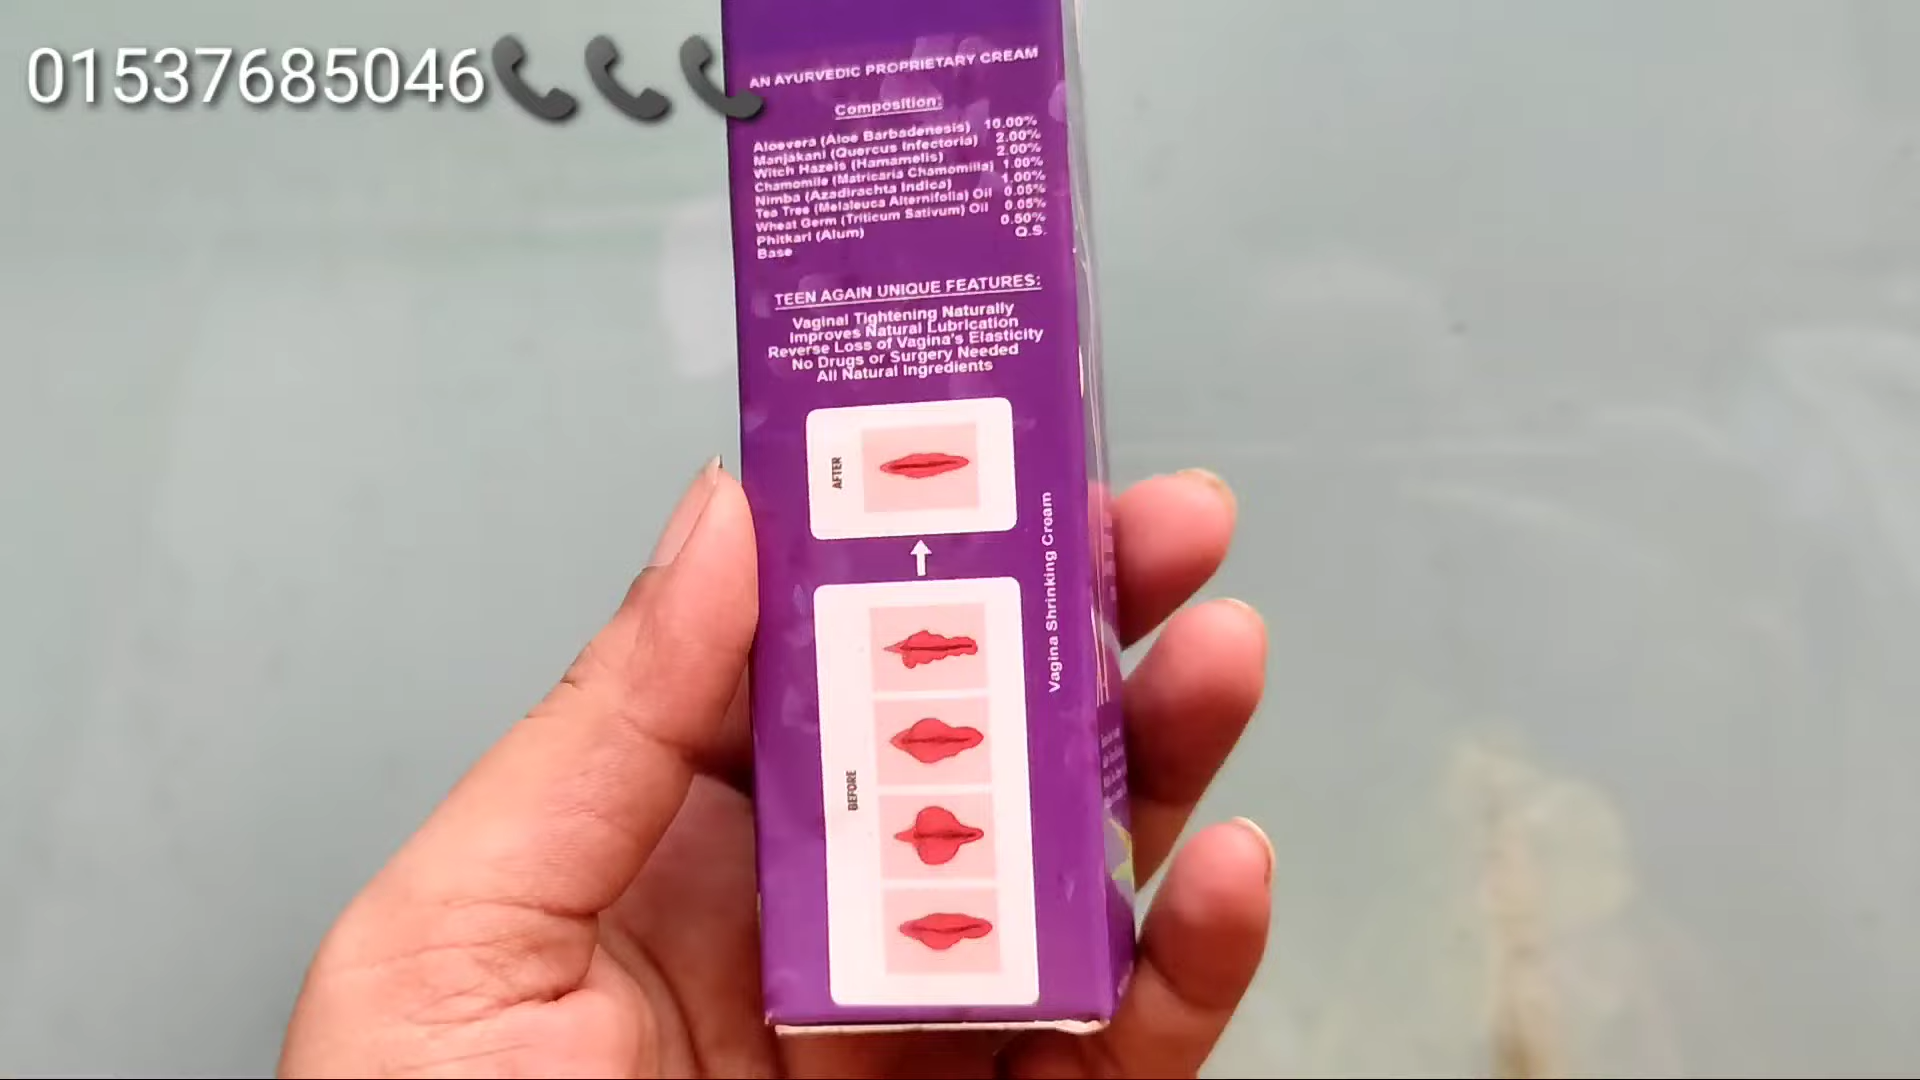 01537685046
AN AYURVEDIC PROPRIETARY CREAM
Composition:
Aloevera (Aloe Barbadenesis) 10.00%
Manjakani (Quercus Infectoria) 2.00%
Witch Hazels (Hamamelis) 2.00%
Chamomile (Matricaria Chamomilla) 1.00%
Nimba (Azadirachta Indica) 1.00%
Tea Tree (Melaleuca Alternifolia) Oil 0.05%
Wheat Germ (Triticum Sativum) Oil 0.05%
Phitkari (Alum) 0.50%
Base Q.S.
TEEN AGAIN UNIQUE FEATURES:
Vaginal Tightening Naturally
Improves Natural Lubrication
Reverse Loss of Vagina's Elasticity
No Drugs or Surgery Needed
All Natural Ingredients
AFTER
BEFORE
Vagina Shrinking Cream